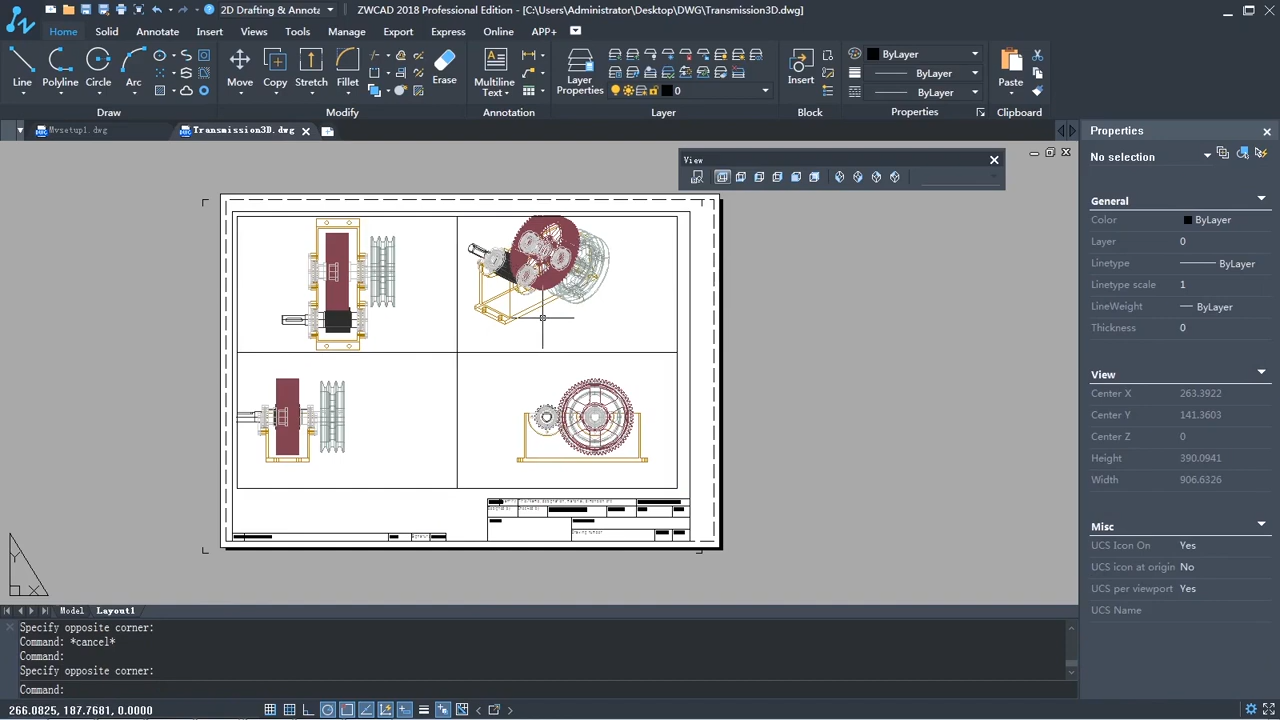 2D Drafting & Annota
ZWCAD 2018 Professional Edition - [C:\Users\Administrator\Desktop\DWG\Transmission3D.dwg]
Home Solid Annotate Insert Views Tools Manage Export Express Online APP+
Line Polyline Circle Arc
Move Copy Stretch Fillet Erase
Multiline Text
Layer Properties
0
Insert
ByLayer
ByLayer
ByLayer
Paste
Draw Modify Annotation Layer Block Properties Clipboard
Mvsetup1.dwg Transmission3D.dwg
Properties
No selection
View
General
Color ByLayer
Layer 0
Linetype ByLayer
Linetype scale 1
LineWeight ByLayer
Thickness 0
View
Center X 263.3922
Center Y 141.3603
Center Z 0
Height 390.0941
Width 906.6326
Misc
UCS Icon On Yes
UCS icon at origin No
UCS per viewport Yes
UCS Name
Y
X
Model Layout1
Specify opposite corner:
Command: *cancel*
Command:
Specify opposite corner:
Command:
266.0825, 187.7681, 0.0000